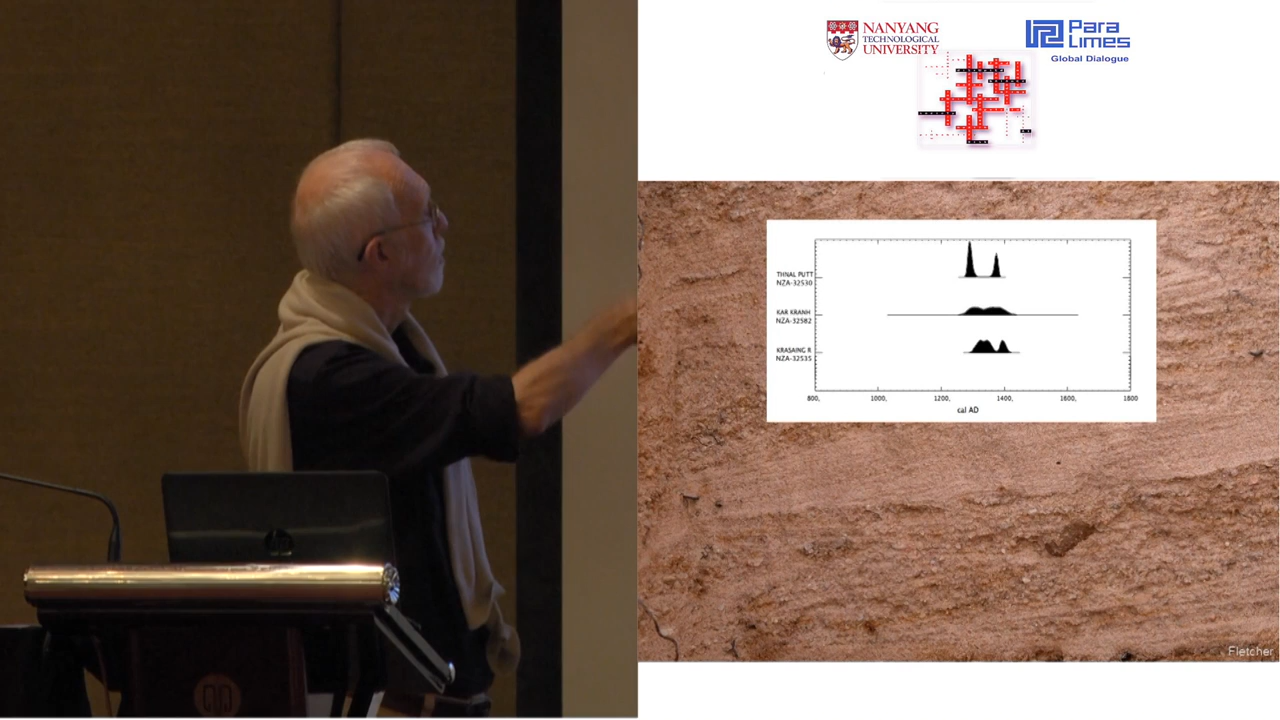 NANYANG
TECHNOLOGICAL
UNIVERSITY
Para
Limes
Global Dialogue
THNAL PUTT
NZA-32530
KAR KRANH
NZA-32582
KRASAING R
NZA-32535
800, 1000, 1200, 1400, 1600, 1800
cal AD
Fletcher